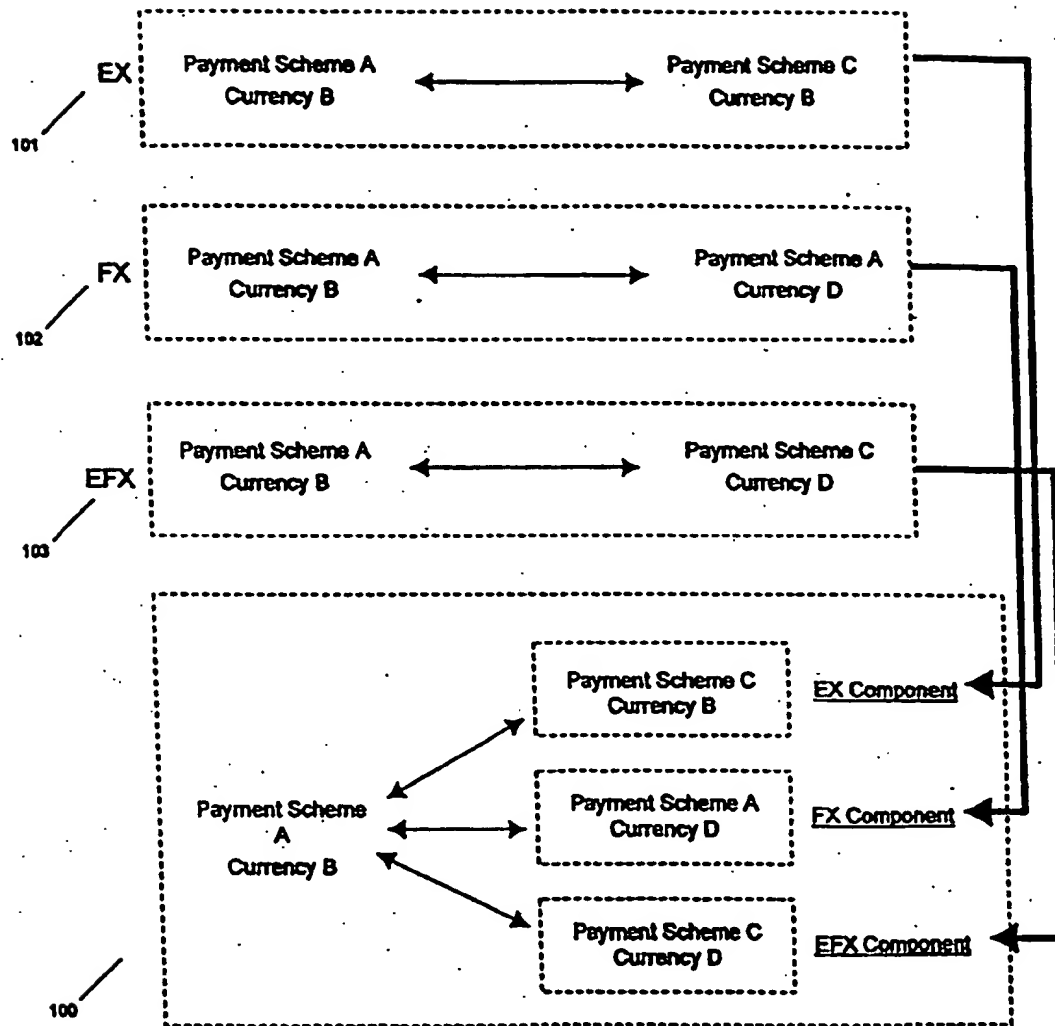 EX
Payment Scheme A
Currency B
Payment Scheme C
Currency B
101
FX
Payment Scheme A
Currency B
Payment Scheme A
Currency D
102
EFX
Payment Scheme A
Currency B
Payment Scheme C
Currency D
103
Payment Scheme C
Currency B
EX Component
Payment Scheme
A
Currency B
Payment Scheme A
Currency D
FX Component
Payment Scheme C
Currency D
EFX Component
100